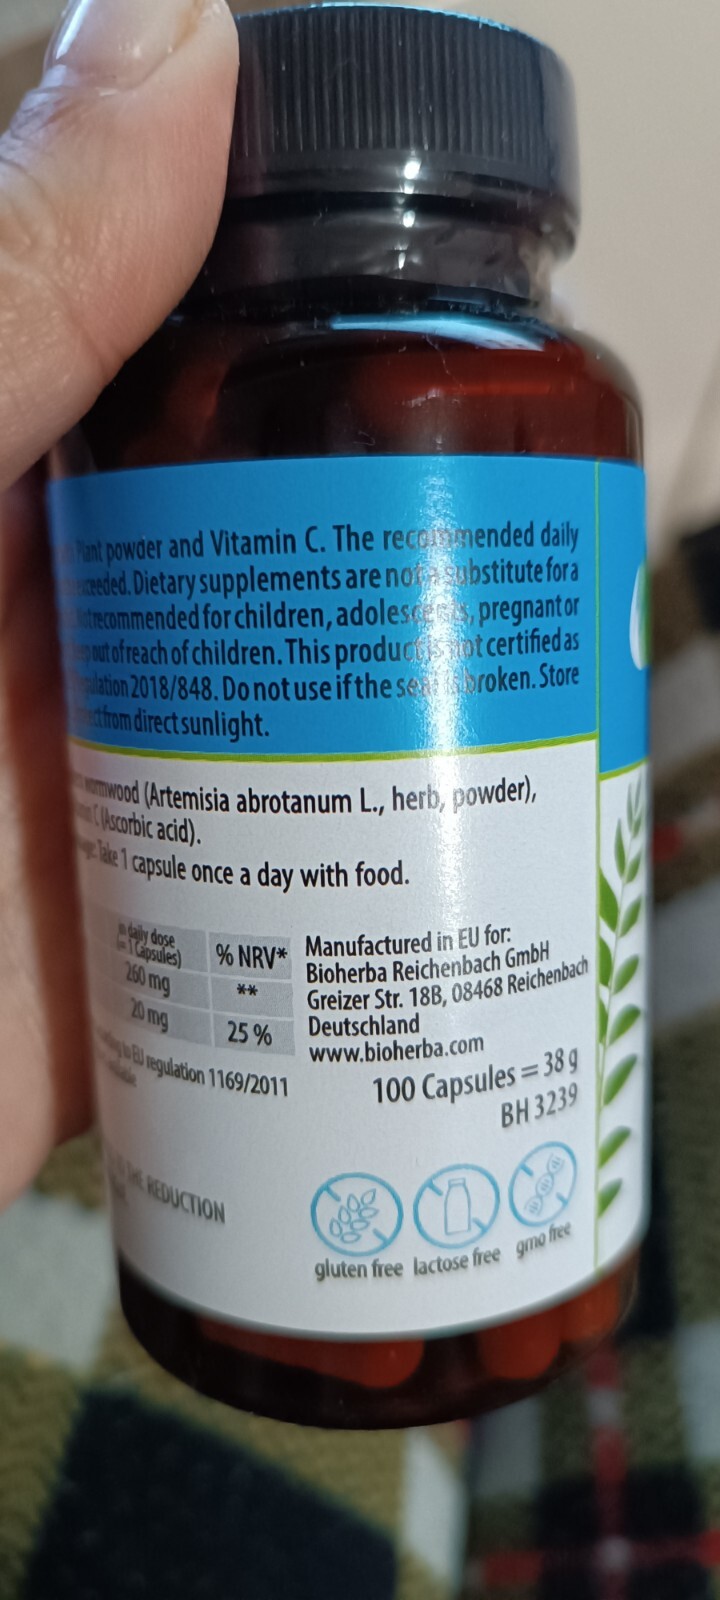 Plant powder and Vitamin C. The recommended daily
exceeded. Dietary supplements are not a substitute for a
recommended for children, adolescents, pregnant or
out of reach of children. This product is not certified as
2018/848. Do not use if the seal is broken. Store
from direct sunlight.
wormwood (Artemisia abrotanum L., herb, powder),
C (Ascorbic acid).
Take 1 capsule once a day with food.
daily dose
(= 1 Capsules) % NRV*
260 mg **
20 mg 25 %
EU regulation 1169/2011
THE REDUCTION
Manufactured in EU for:
Bioherba Reichenbach GmbH
Greizer Str. 18B, 08468 Reichenbach
Deutschland
www.bioherba.com
100 Capsules = 38 g
BH 3239
gluten free lactose free gmo free